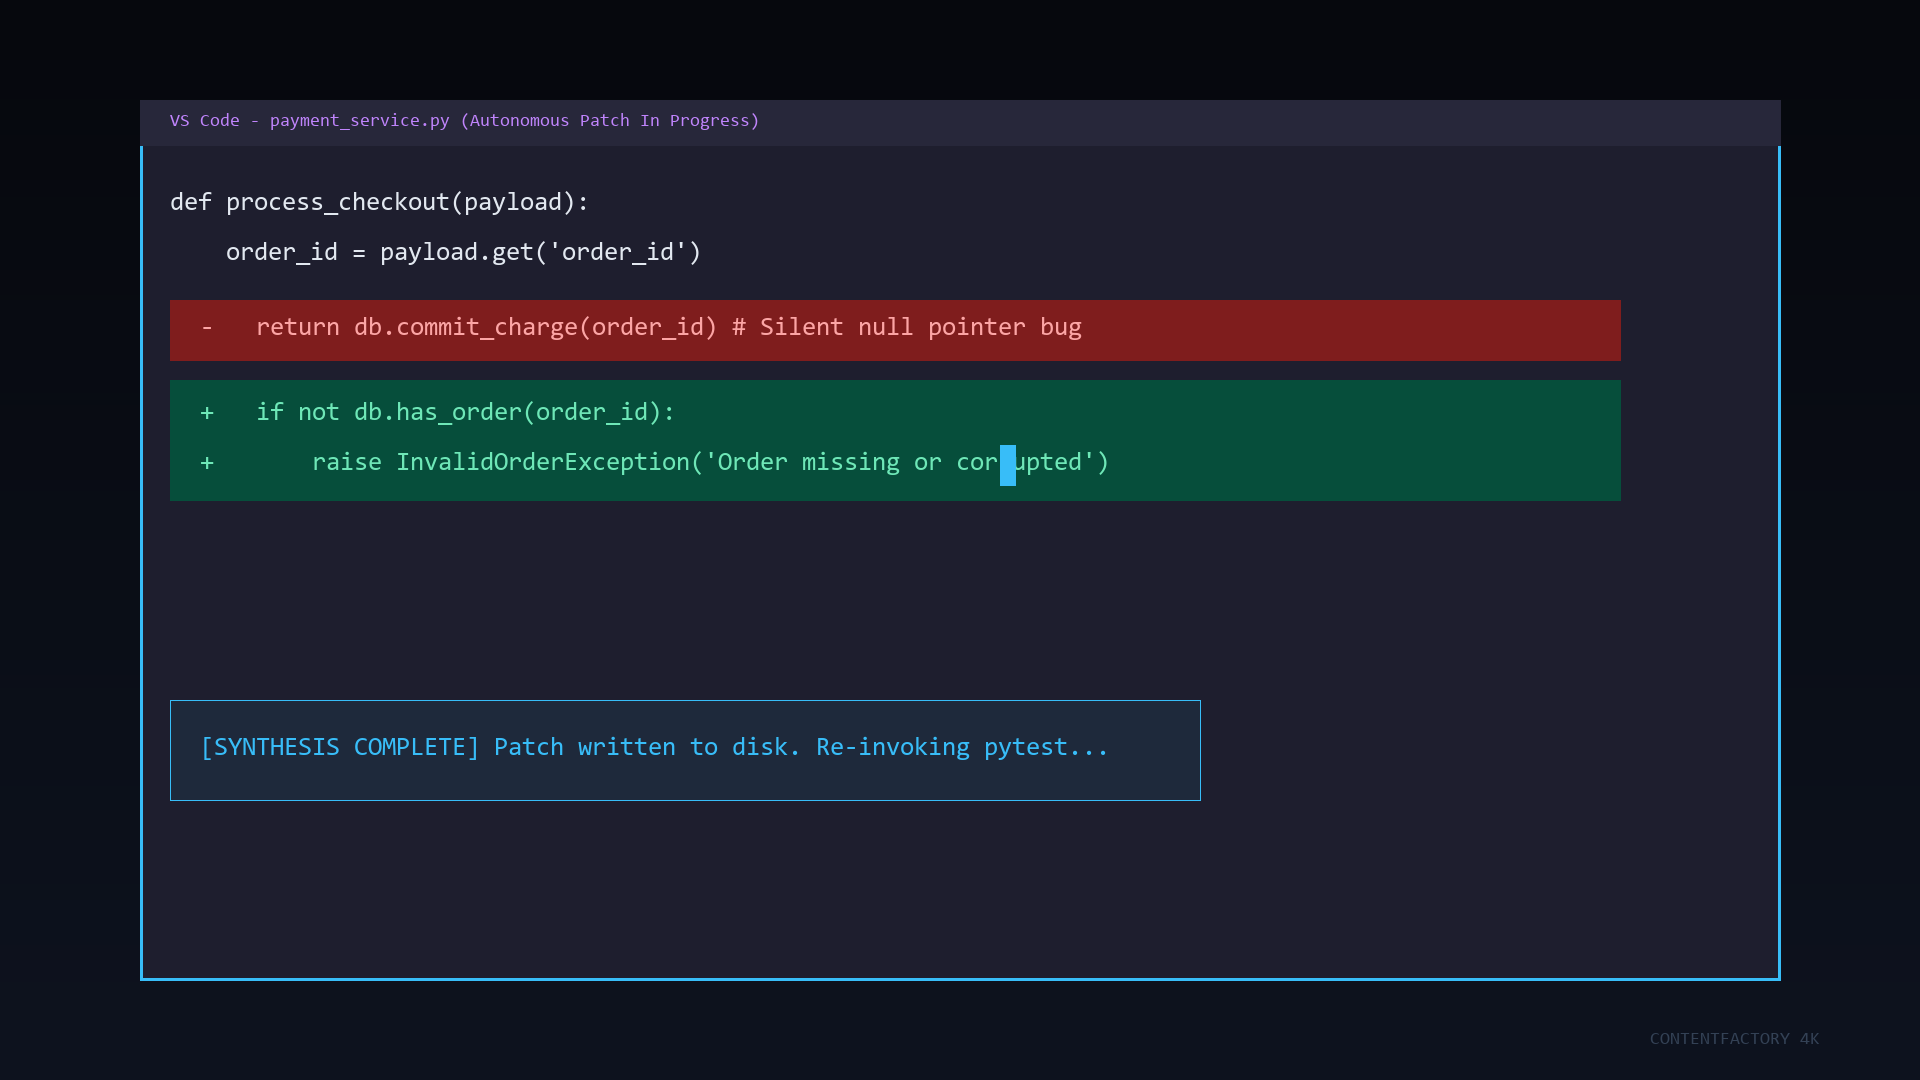 VS Code - payment_service.py (Autonomous Patch In Progress)
def process_checkout(payload):
    order_id = payload.get('order_id')
-   return db.commit_charge(order_id) # Silent null pointer bug
+   if not db.has_order(order_id):
+       raise InvalidOrderException('Order missing or corrupted')
[SYNTHESIS COMPLETE] Patch written to disk. Re-invoking pytest...
CONTENTFACTORY 4K